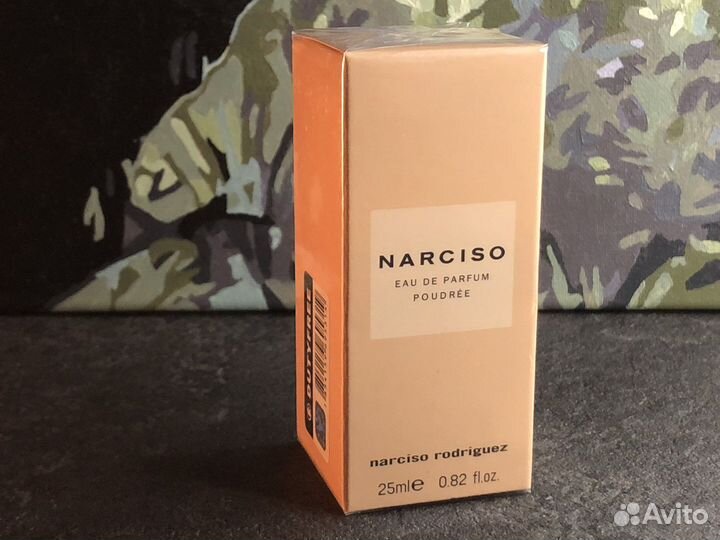 NARCISO
EAU DE PARFUM
POUDRÉE
narciso rodriguez
25ml℮ 0.82 fl.oz.
Avito